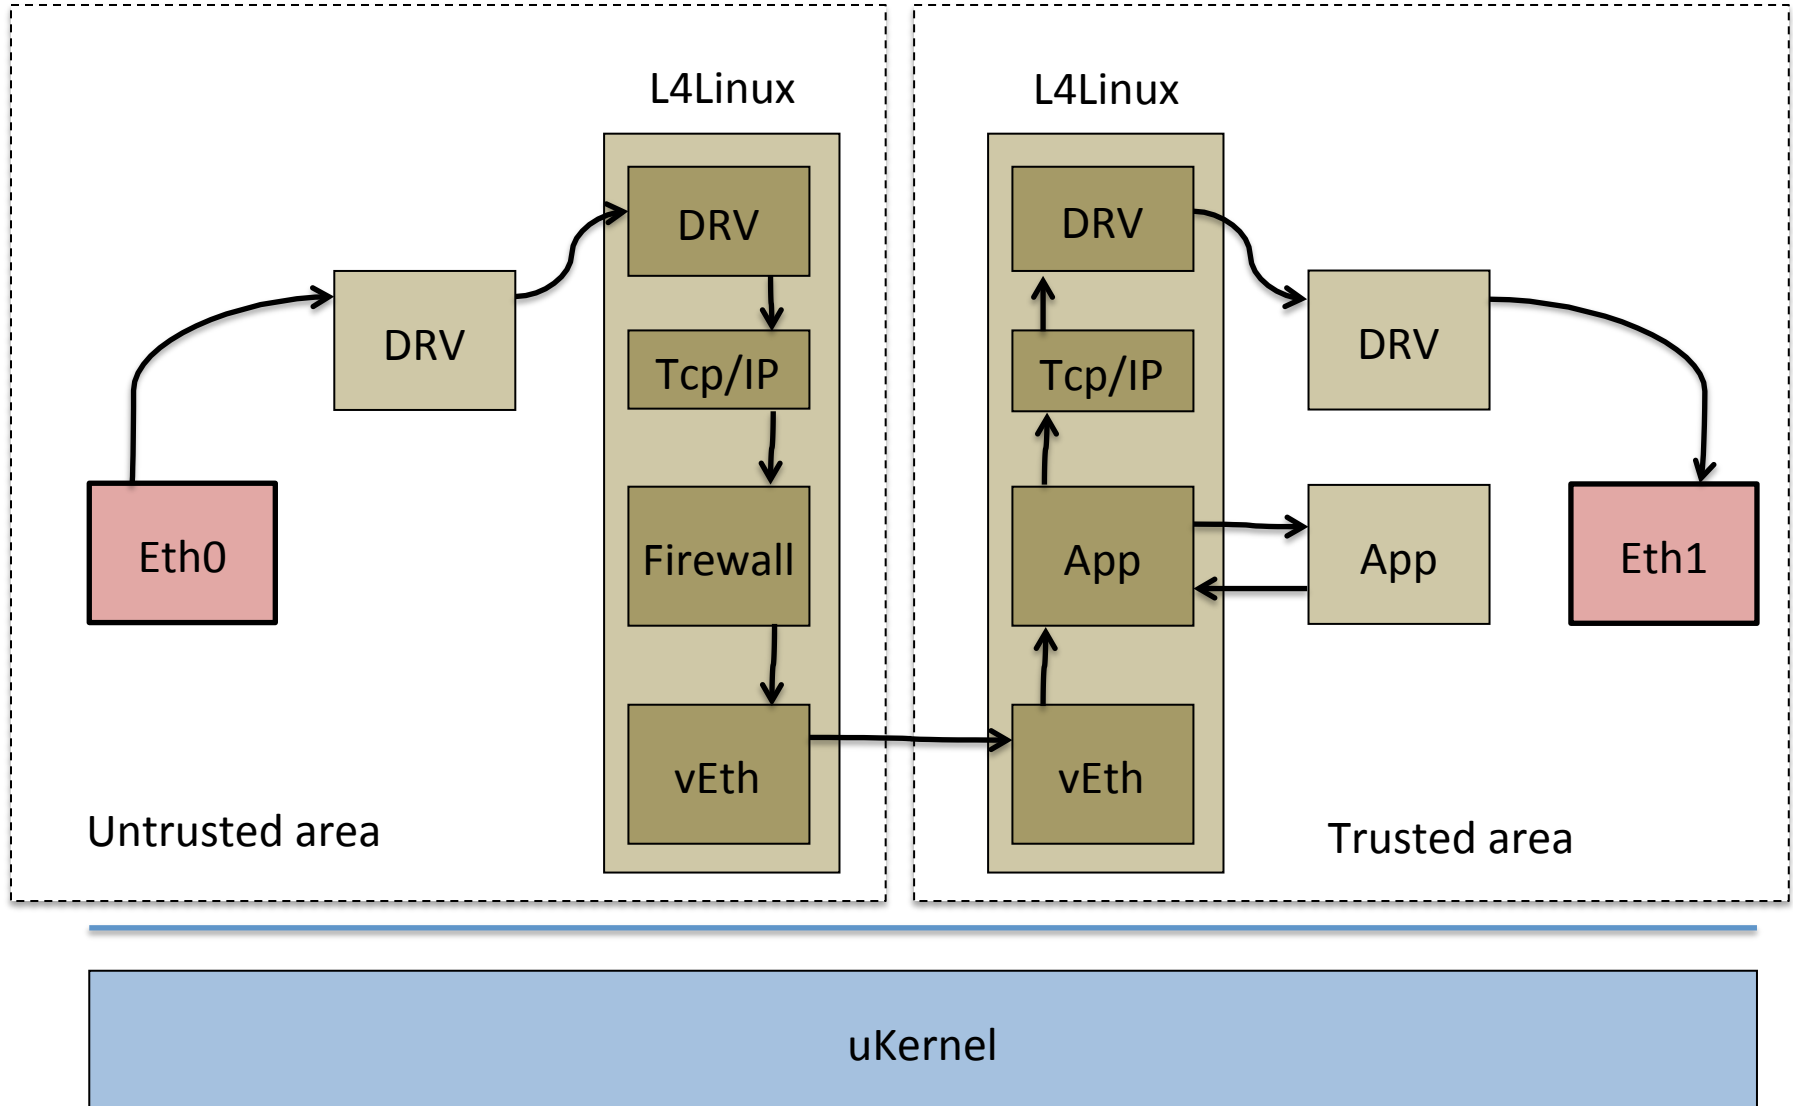 L4Linux
L4Linux
DRV
DRV
DRV
DRV
Tcp/IP
Tcp/IP
Eth0
Firewall
App
App
Eth1
vEth
vEth
Untrusted area
Trusted area
uKernel